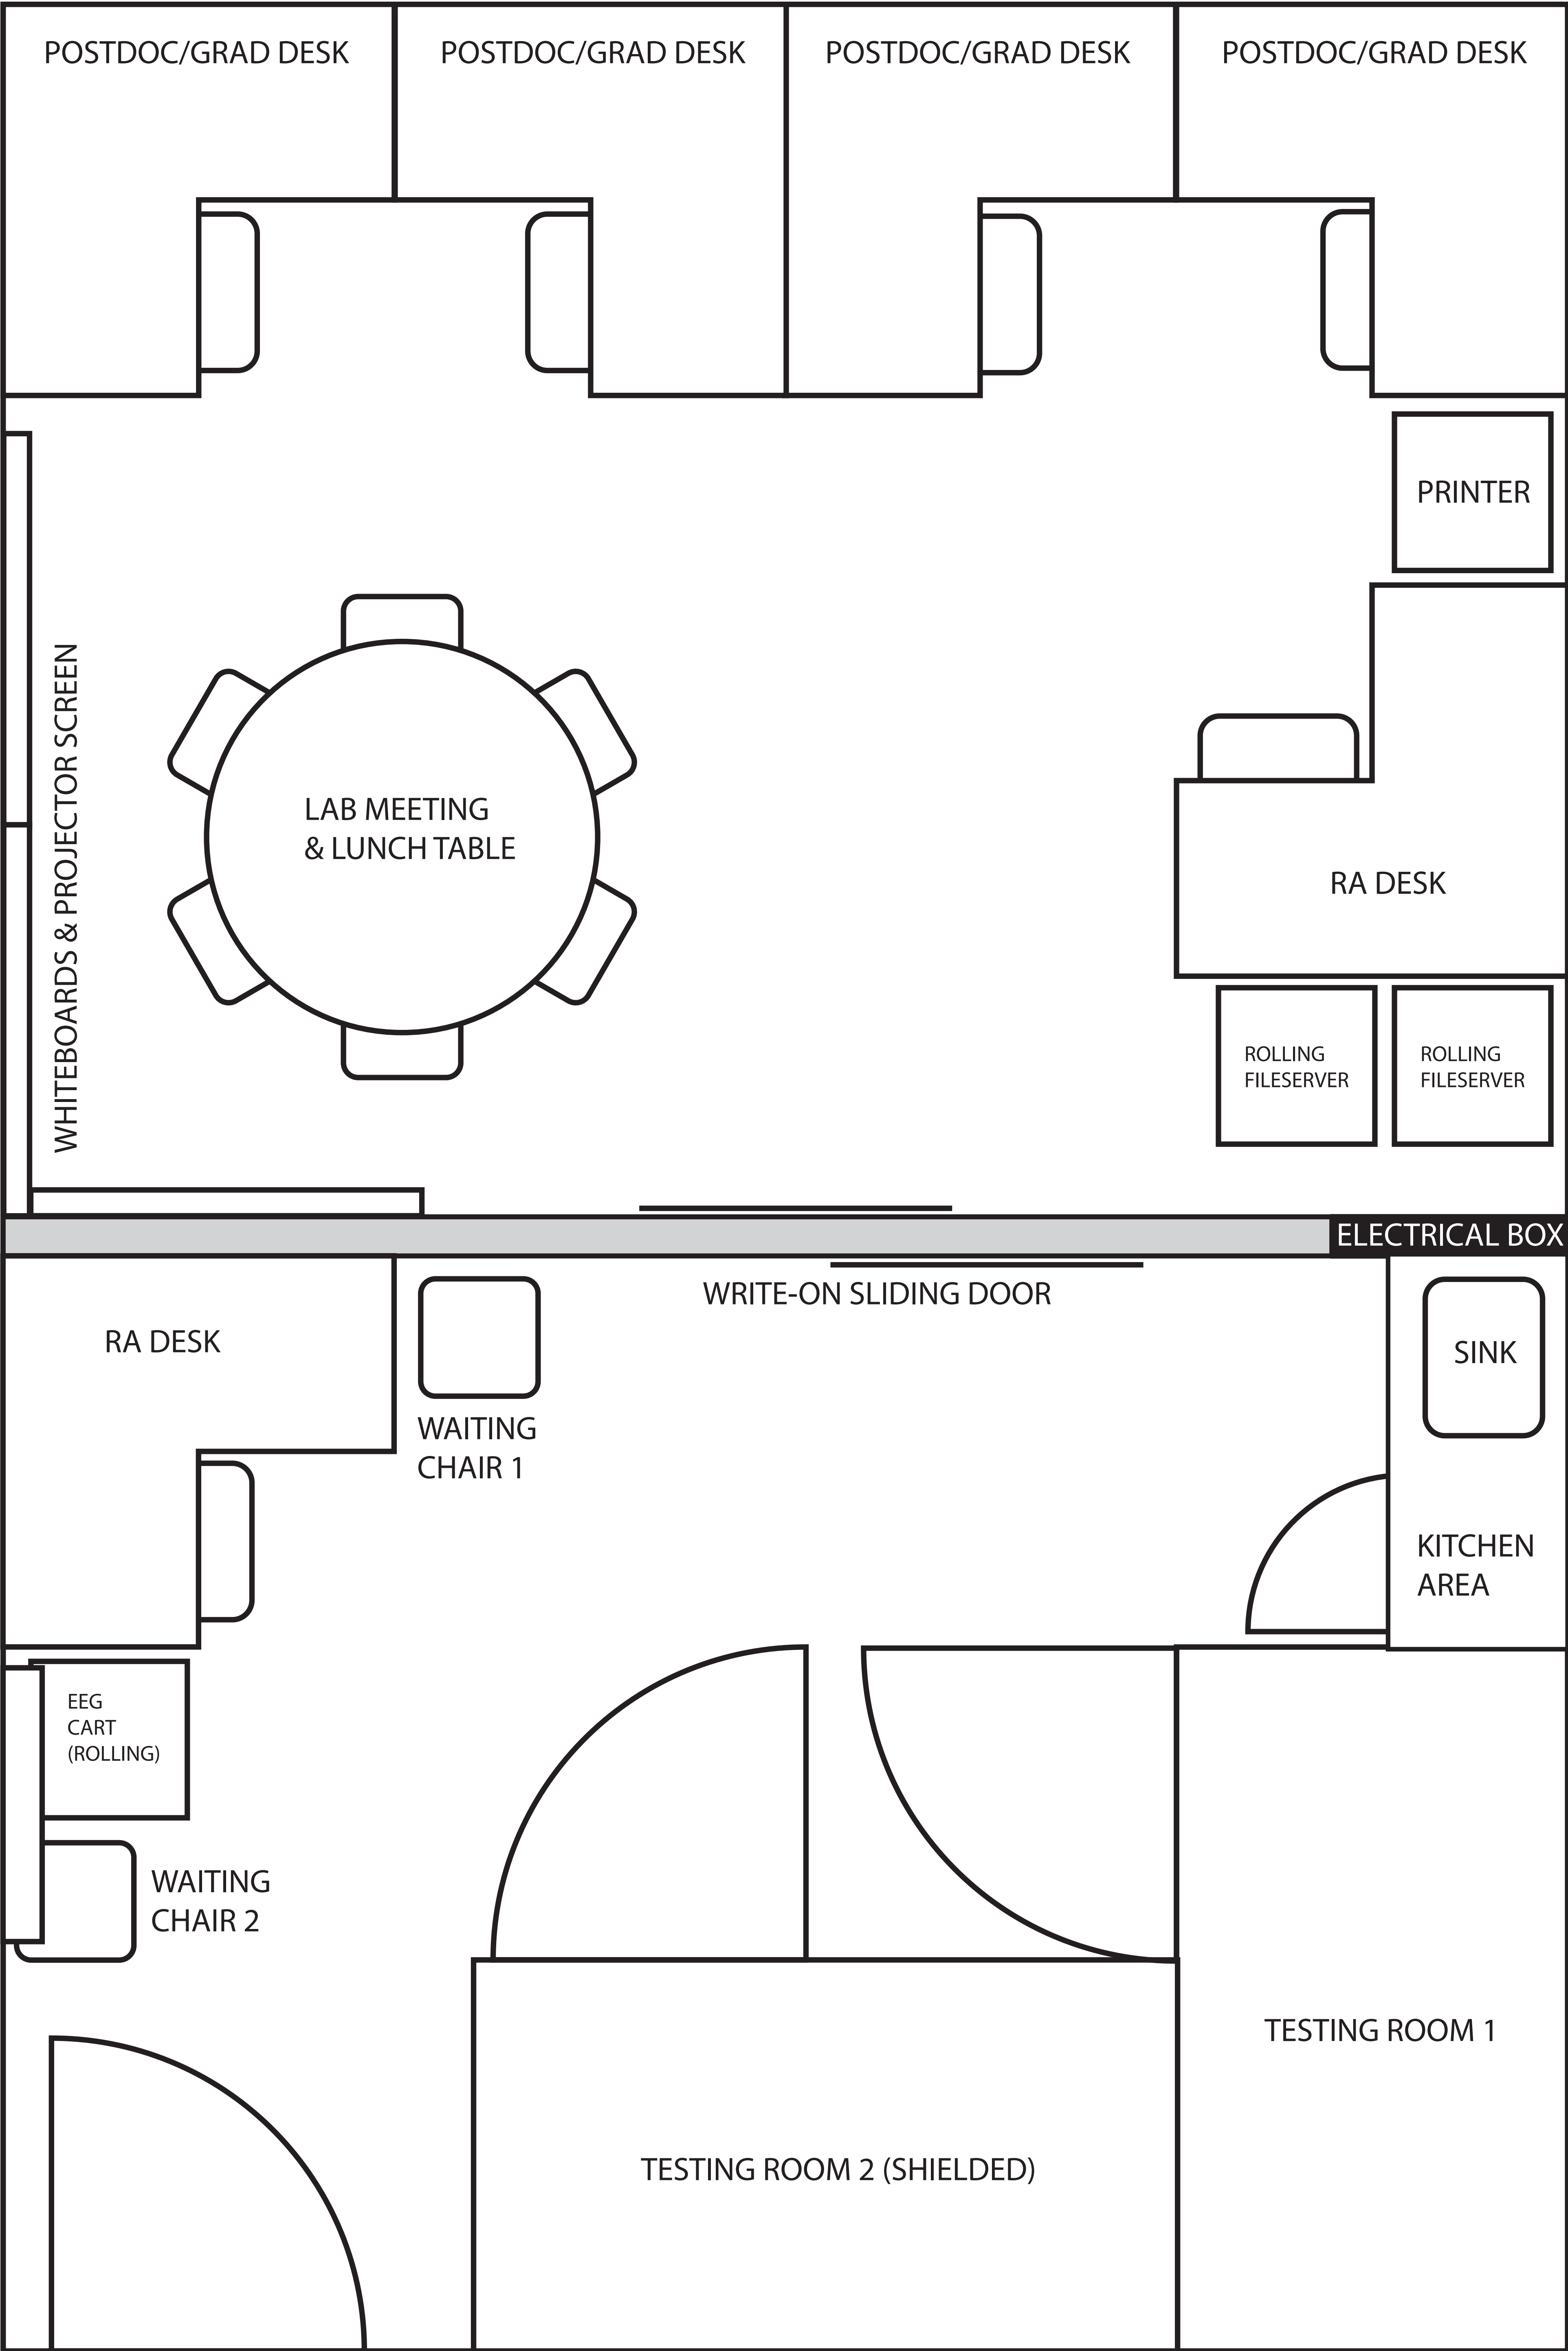 POSTDOC/GRAD DESK
POSTDOC/GRAD DESK
POSTDOC/GRAD DESK
POSTDOC/GRAD DESK
PRINTER
WHITEBOARDS & PROJECTOR SCREEN
LAB MEETING
& LUNCH TABLE
RA DESK
ROLLING
FILESERVER
ROLLING
FILESERVER
ELECTRICAL BOX
WRITE-ON SLIDING DOOR
RA DESK
SINK
WAITING
CHAIR 1
KITCHEN
AREA
EEG
CART
(ROLLING)
WAITING
CHAIR 2
TESTING ROOM 1
TESTING ROOM 2 (SHIELDED)